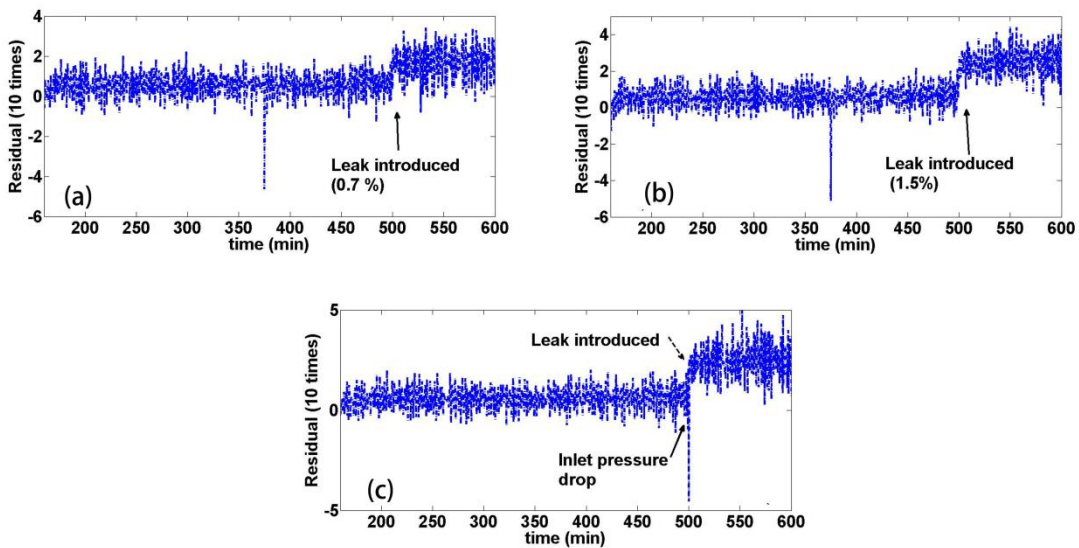 4
2
0
-2
-4
-6
Residual (10 times)
Leak introduced
(0.7 %)
(a)
200 250 300 350 400 450 500 550 600
time (min)
4
2
0
-2
-4
-6
Residual (10 times)
Leak introduced
(1.5%)
(b)
200 250 300 350 400 450 500 550 600
time (min)
5
0
-5
Residual (10 times)
Leak introduced
Inlet pressure
drop
(c)
200 250 300 350 400 450 500 550 600
time (min)